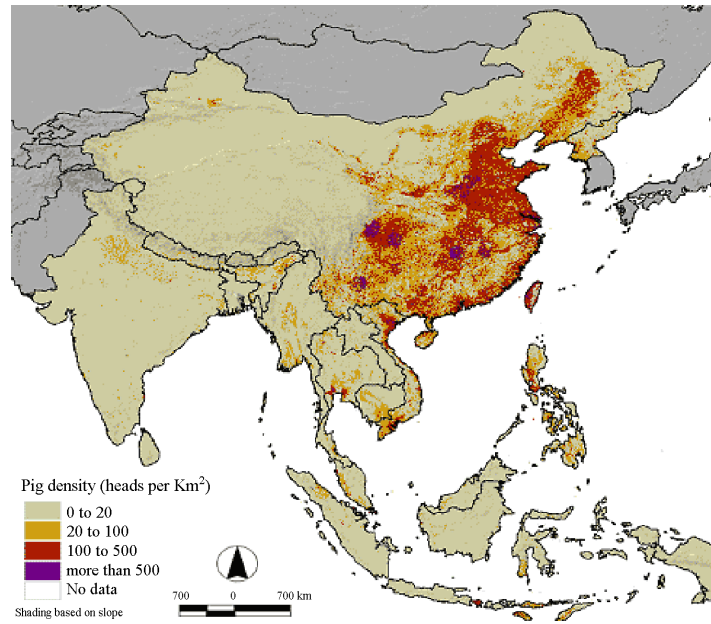 Pig density (heads per Km²)
0 to 20
20 to 100
100 to 500
more than 500
No data
Shading based on slope
700 0 700 km